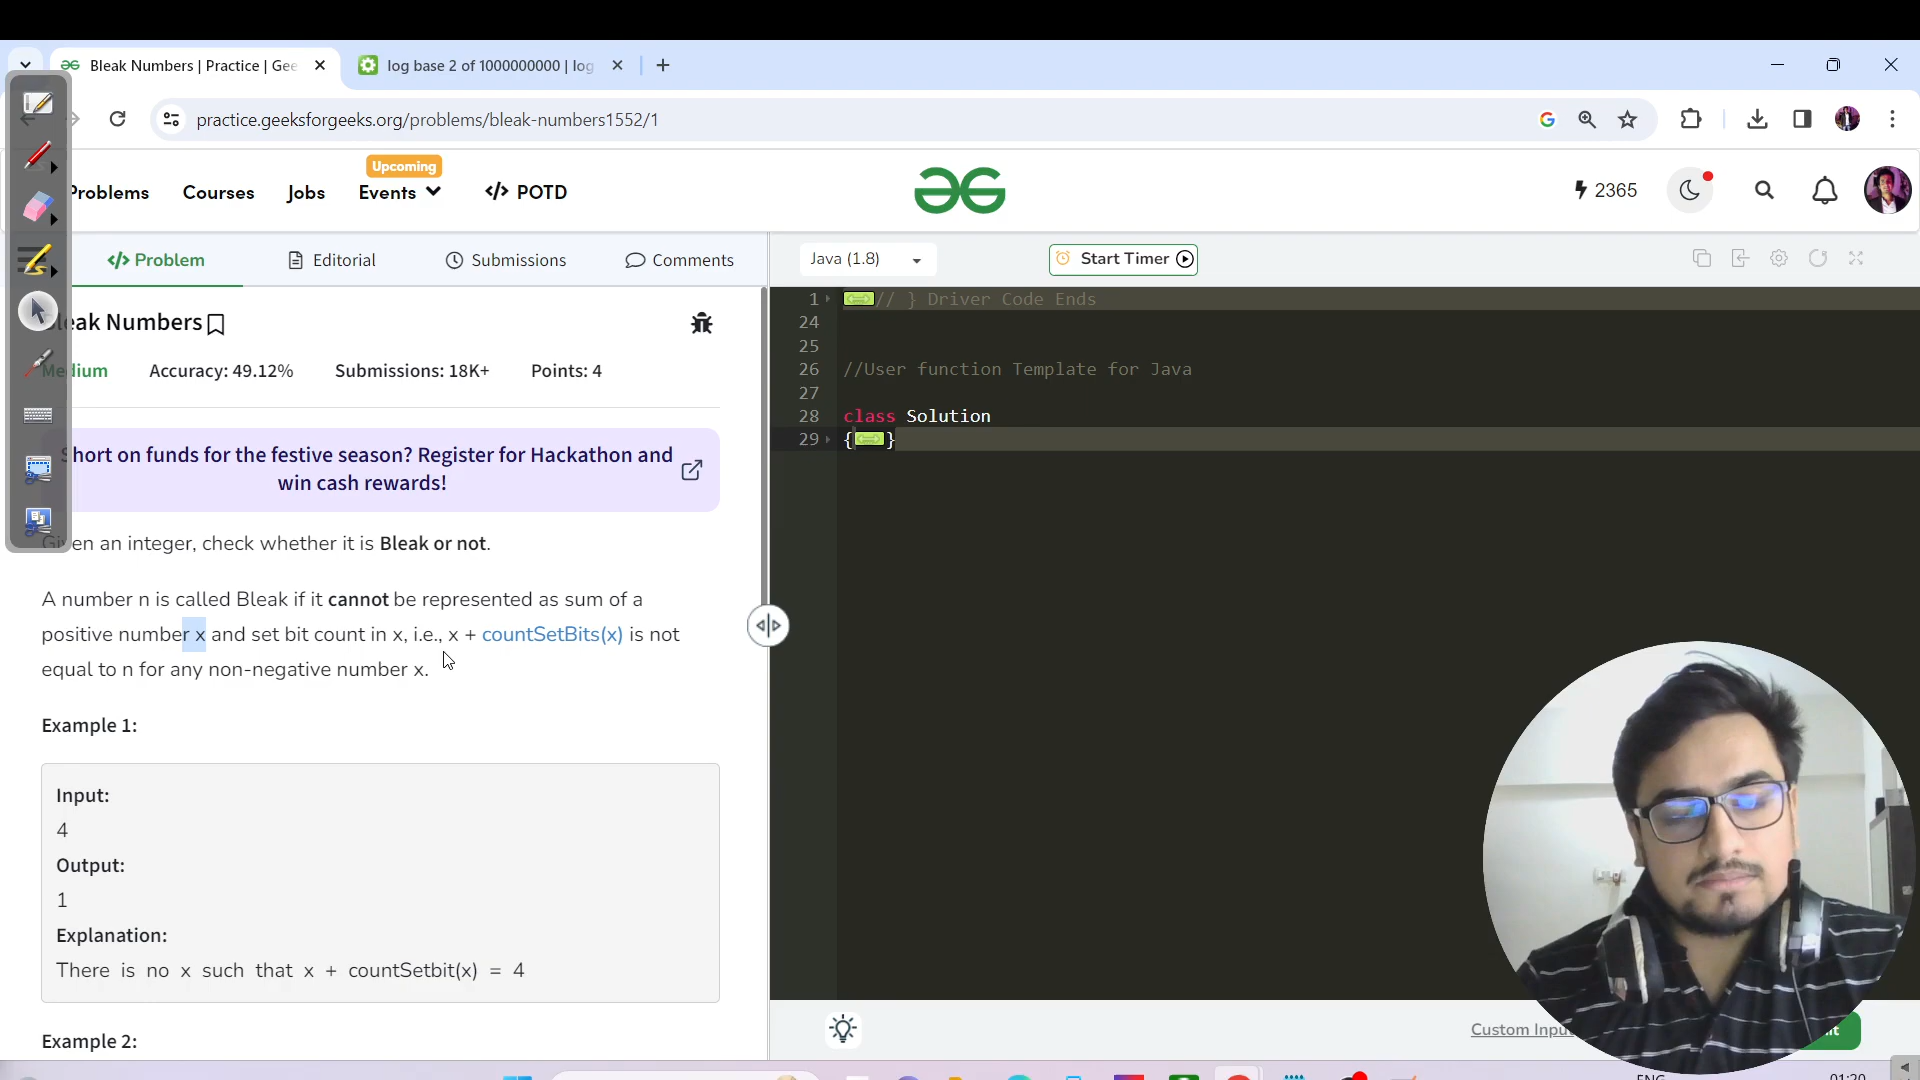 Bleak Numbers | Practice | Gee
log base 2 of 1000000000 | log
practice.geeksforgeeks.org/problems/bleak-numbers1552/1
Problems
Courses
Jobs
Upcoming
Events
</> POTD
2365
</> Problem
Editorial
Submissions
Comments
Java (1.8)
Start Timer
eak Numbers
Medium
Accuracy: 49.12%
Submissions: 18K+
Points: 4
Short on funds for the festive season? Register for Hackathon and
win cash rewards!
Given an integer, check whether it is Bleak or not.
A number n is called Bleak if it cannot be represented as sum of a
positive number x and set bit count in x, i.e., x + countSetBits(x) is not
equal to n for any non-negative number x.
Example 1:
Input:
4
Output:
1
Explanation:
There is no x such that x + countSetbit(x) = 4
Example 2:
1 // } Driver Code Ends
24
25
26 //User function Template for Java
27
28 class Solution
29 { }
Custom Inpu
it
ENG
01:20